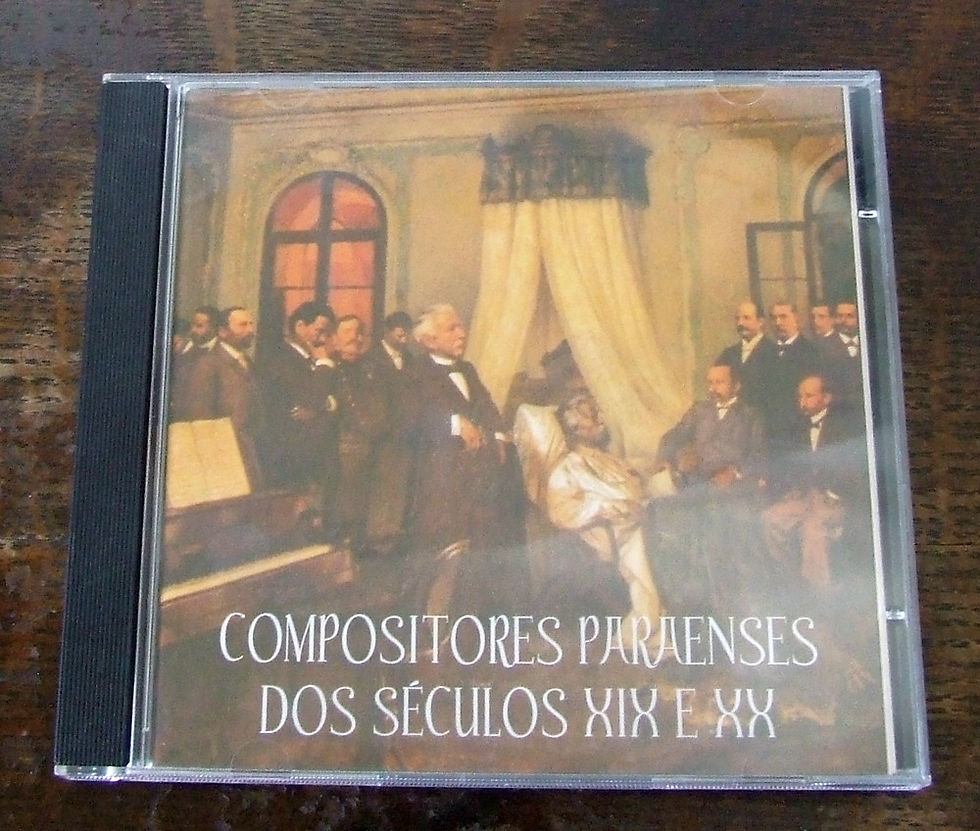 COMPOSITORES PARAENSES
DOS SÉCULOS XIX E XX